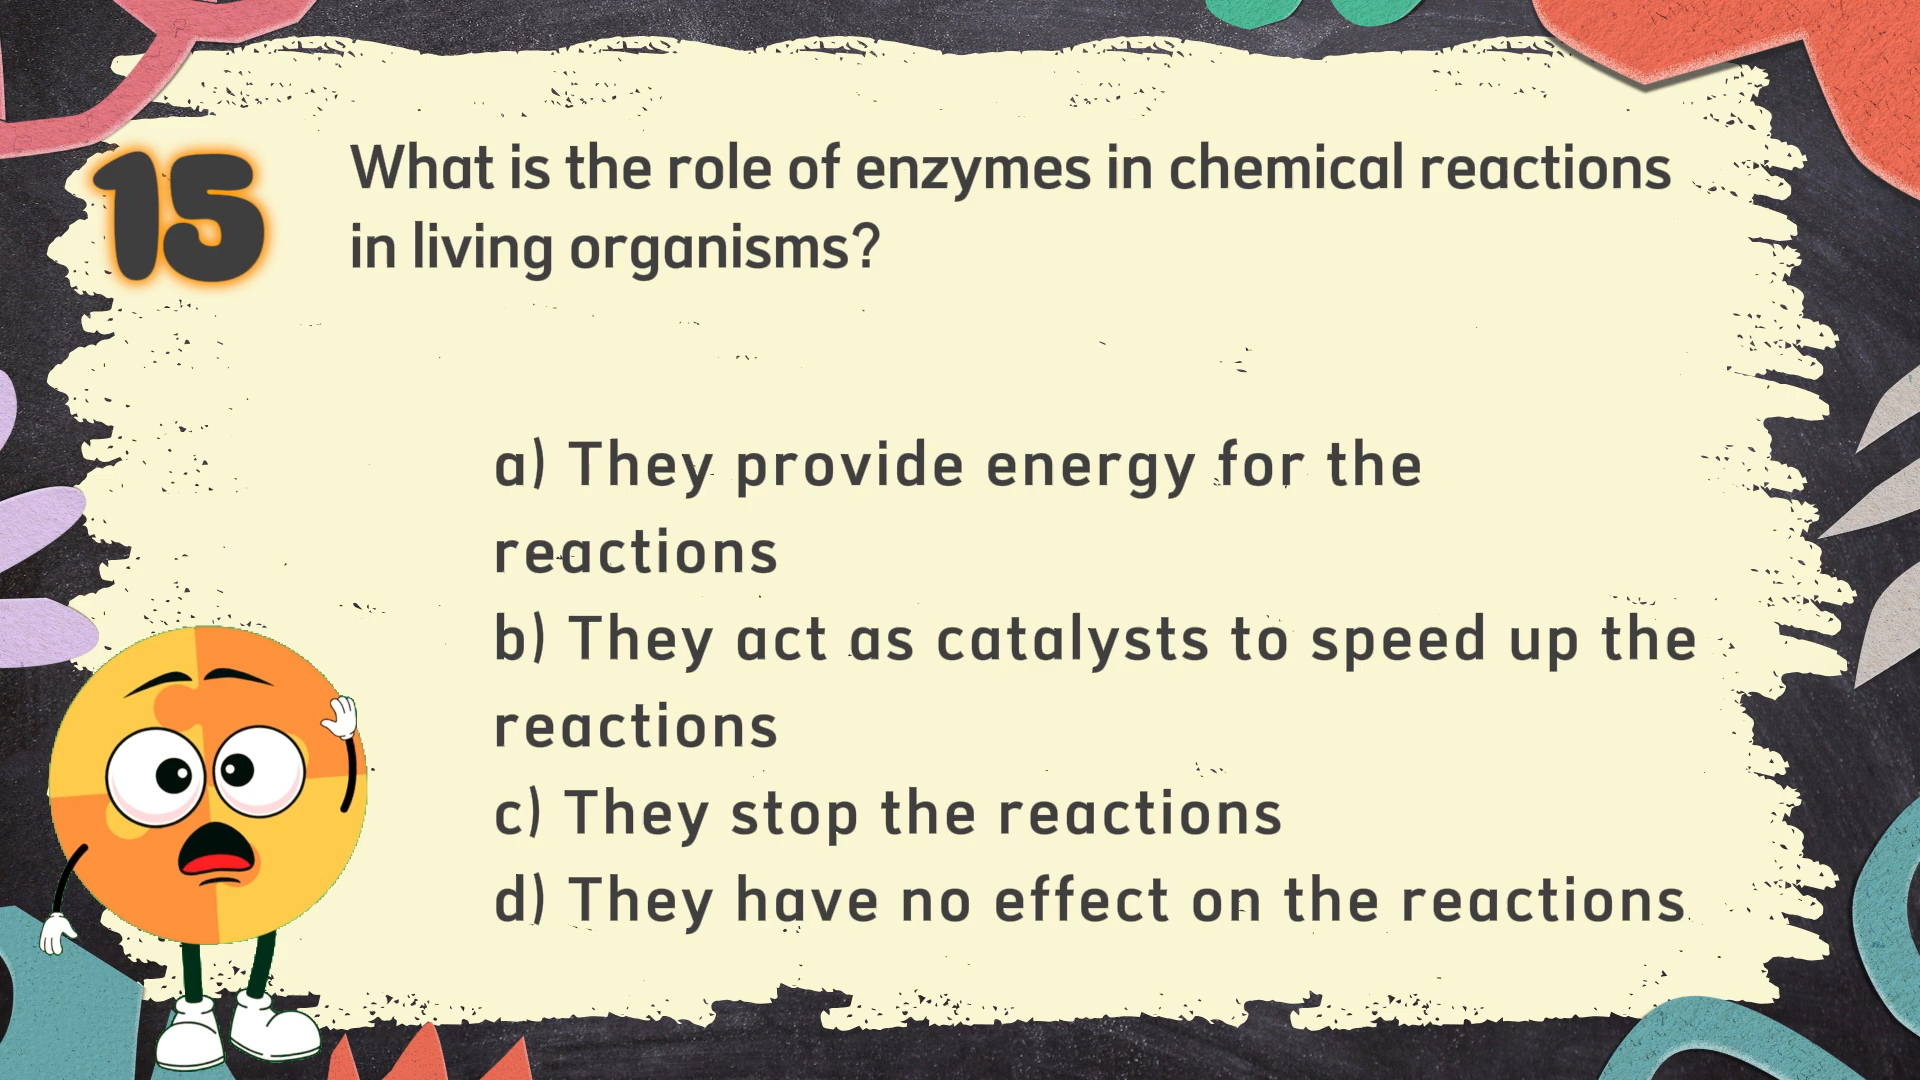 15
What is the role of enzymes in chemical reactions
in living organisms?
a) They provide energy for the
reactions
b) They act as catalysts to speed up the
reactions
c) They stop the reactions
d) They have no effect on the reactions